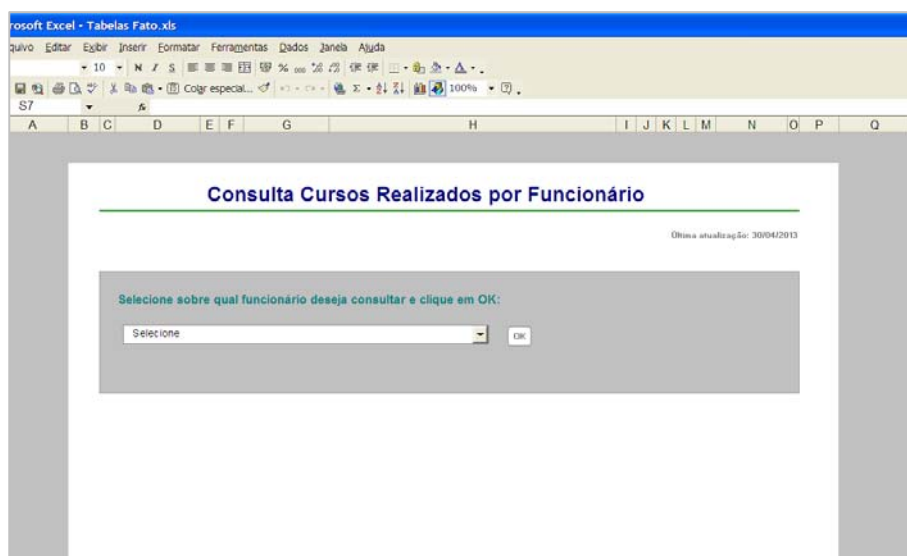 rosoft Excel - Tabelas Fato.xls
quivo Editar Exibir Inserir Formatar Ferramentas Dados Janela Ajuda
10 N I S % 000
Colar especial... Σ 100%
S7 fx
A B C D E F G H I J K L M N O P Q
Consulta Cursos Realizados por Funcionário
Última atualização: 30/04/2013
Selecione sobre qual funcionário deseja consultar e clique em OK:
Selecione OK